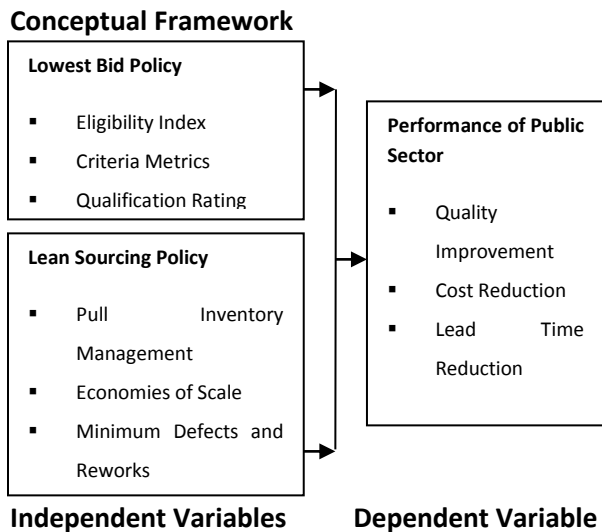 Conceptual Framework
Lowest Bid Policy
▪ Eligibility Index
▪ Criteria Metrics
▪ Qualification Rating
Lean Sourcing Policy
▪ Pull Inventory
Management
▪ Economies of Scale
▪ Minimum Defects and
Reworks
Independent Variables
Performance of Public
Sector
▪ Quality
Improvement
▪ Cost Reduction
▪ Lead Time
Reduction
Dependent Variable